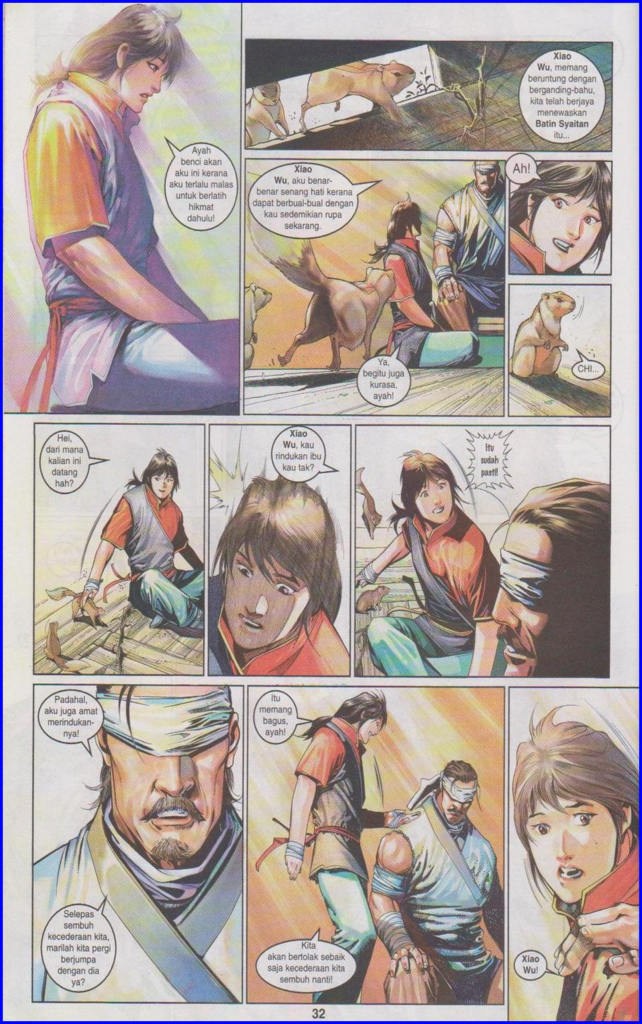 Ayah
benci akan
aku ini kerana
aku terlalu malas
untuk berlatih
hikmat
dahulu!
Xiao
Wu, memang
beruntung dengan
berganding-bahu,
kita telah berjaya
menewaskan
Batin Syaitan
itu...
Xiao
Wu, aku benar-
benar senang hati kerana
dapat berbual-bual dengan
kau sedemikian rupa
sekarang.
Ya,
begitu juga
kurasa,
ayah!
Ah!
CHI...
Hei,
dari mana
kalian ini
datang
hah?
Xiao
Wu, kau
rindukan ibu
kau tak?
Itu
sudah
pasti!
Padahal,
aku juga amat
merindukan-
nya!
Selepas
sembuh
kecederaan kita,
marilah kita pergi
berjumpa
dengan dia
ya?
Itu
memang
bagus,
ayah!
Kita
akan bertolak sebaik
saja kecederaan kita
sembuh nanti!
Xiao
Wu!
32